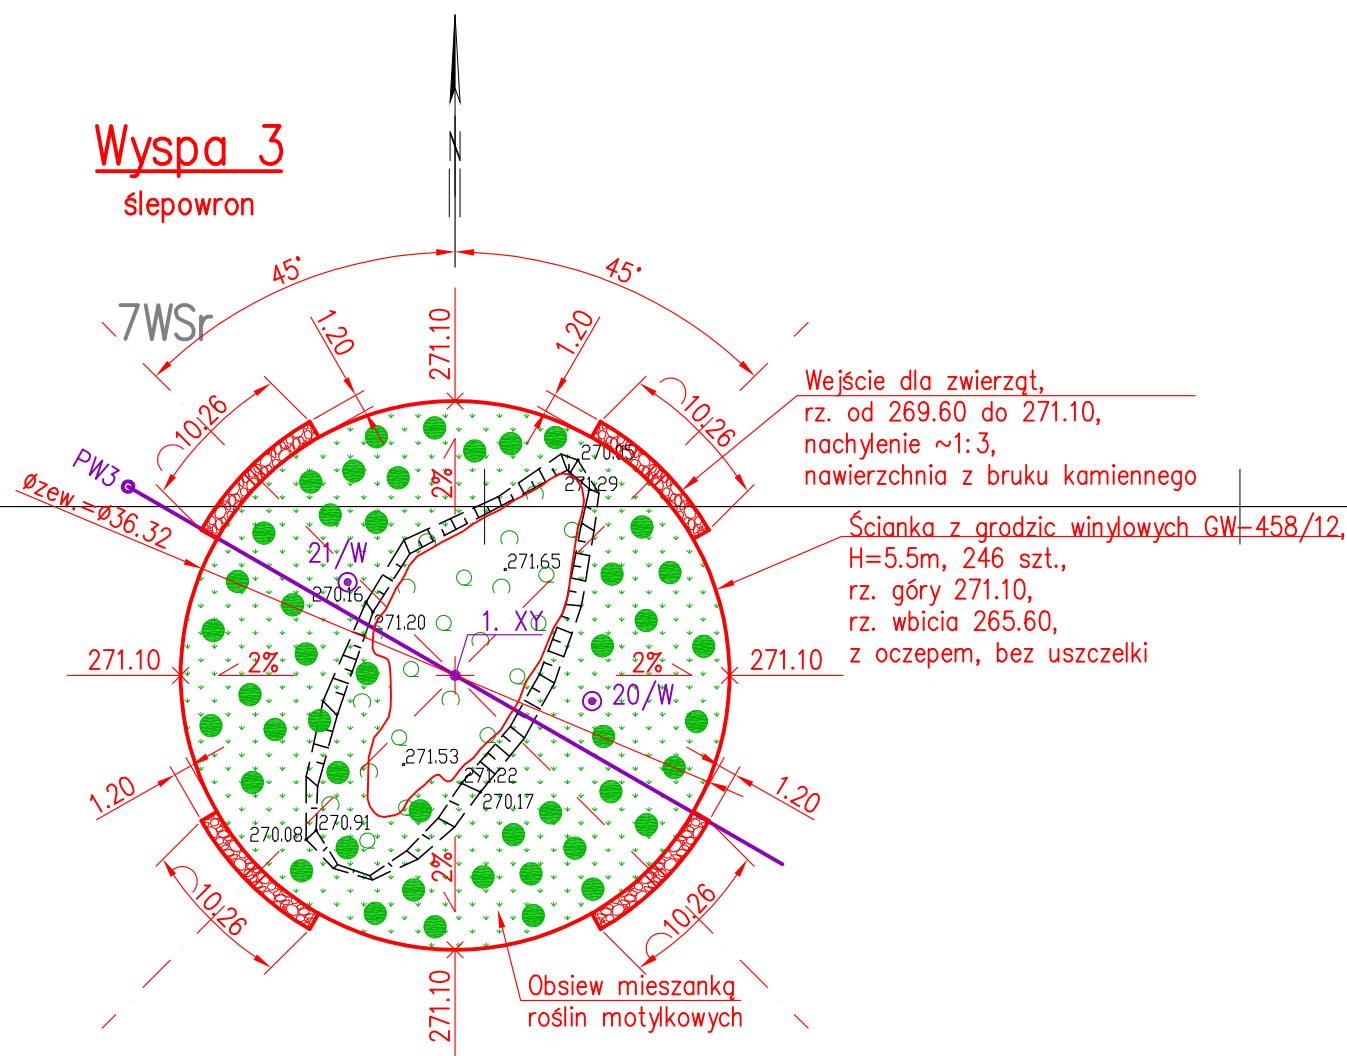 N
Wyspa 3
ślepowron
45°
45°
7WSr
1.20
271.10
1.20
Wejście dla zwierząt,
rz. od 269.60 do 271.10,
nachylenie ~1:3,
nawierzchnia z bruku kamiennego
10.26
10.26
PW3
øzew.=ø36.32
2%
270.05
271.29
Ścianka z grodzic winylowych GW-458/12,
H=5.5m, 246 szt.,
rz. góry 271.10,
rz. wbicia 265.60,
z oczepem, bez uszczelki
21/W
271.65
270.16
271.20
1. XY
271.10
2%
2%
271.10
20/W
271.53
271.22
270.17
1.20
1.20
270.91
270.08
2%
10.26
10.26
271.10
Obsiew mieszanką
roślin motylkowych